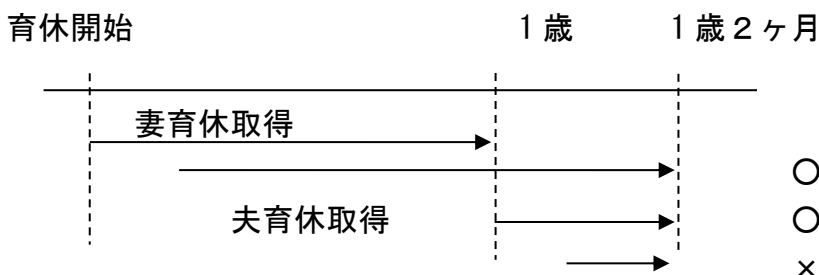 育休開始 1歳 1歳2ヶ月
妻育休取得
○
夫育休取得 ○
×